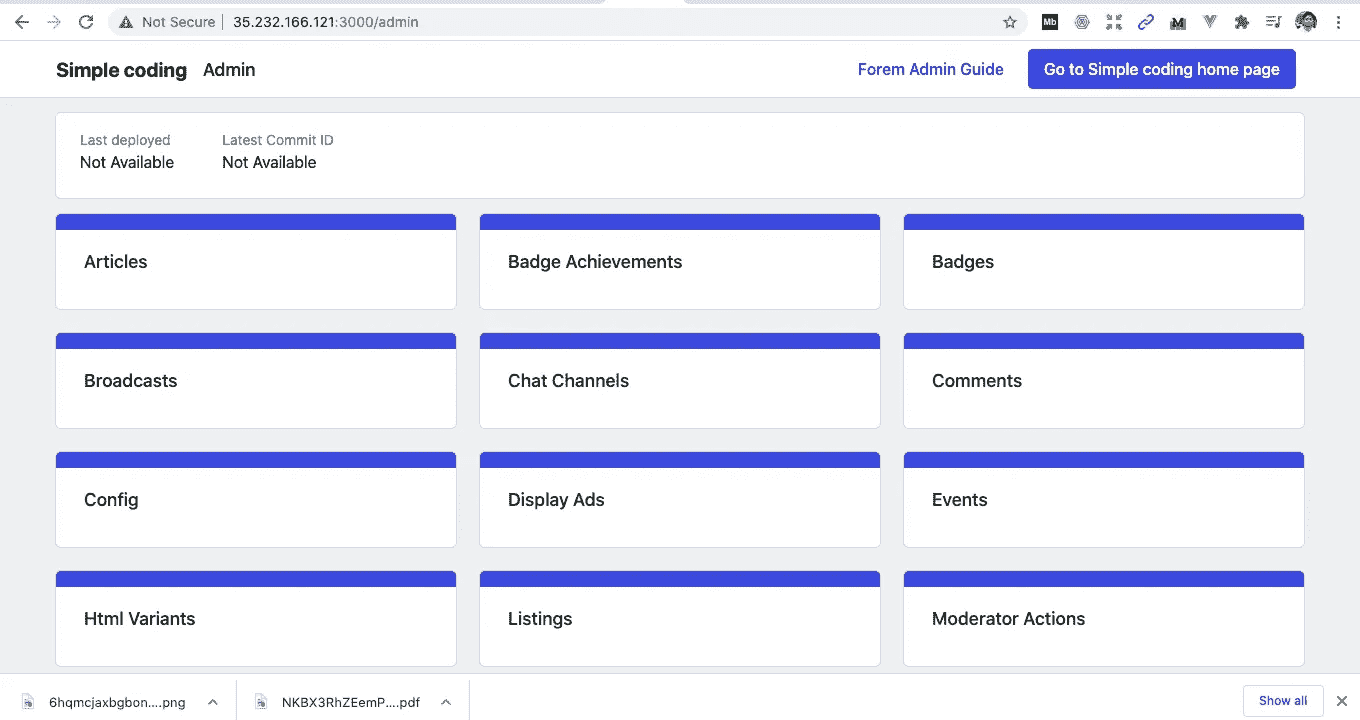 Not Secure 35.232.166.121:3000/admin
Mb
Simple coding Admin Forem Admin Guide Go to Simple coding home page
Last deployed Latest Commit ID
Not Available Not Available
Articles Badge Achievements Badges
Broadcasts Chat Channels Comments
Config Display Ads Events
Html Variants Listings Moderator Actions
6hqmcjaxbgbon....png NKBX3RhZEemP....pdf Show all